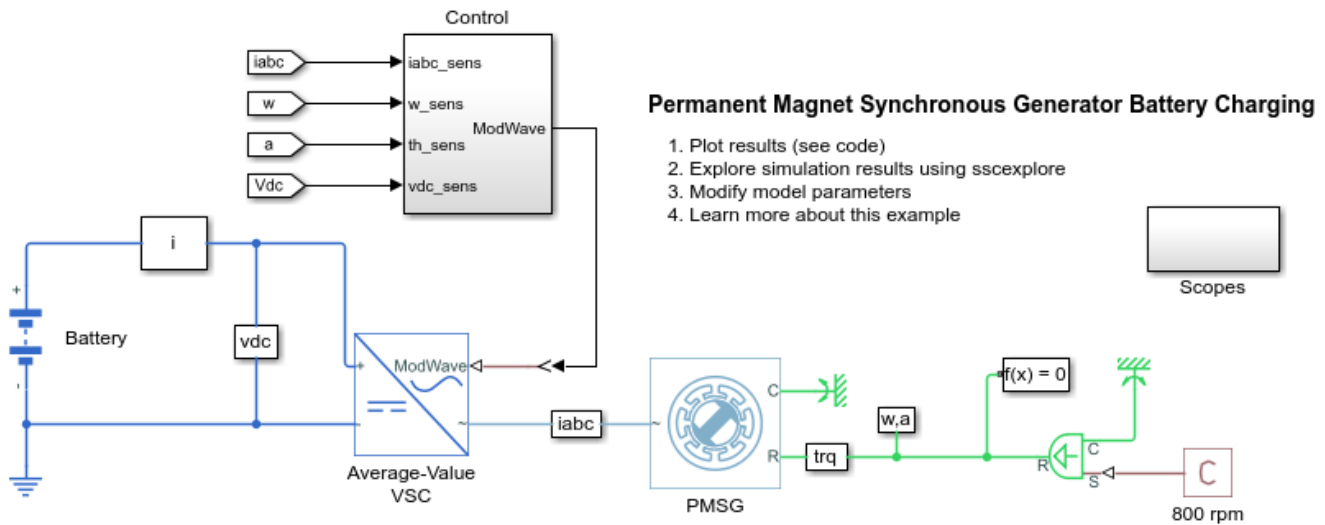 Control
iabc
iabc_sens
w
w_sens
a
th_sens
Vdc
vdc_sens
ModWave
Permanent Magnet Synchronous Generator Battery Charging
1. Plot results (see code)
2. Explore simulation results using sscexplore
3. Modify model parameters
4. Learn more about this example
Scopes
i
+
Battery
-
vdc
+
ModWave
-
~
Average-Value
VSC
iabc
~
C
R
PMSG
trq
w,a
f(x) = 0
R
C
S
C
800 rpm